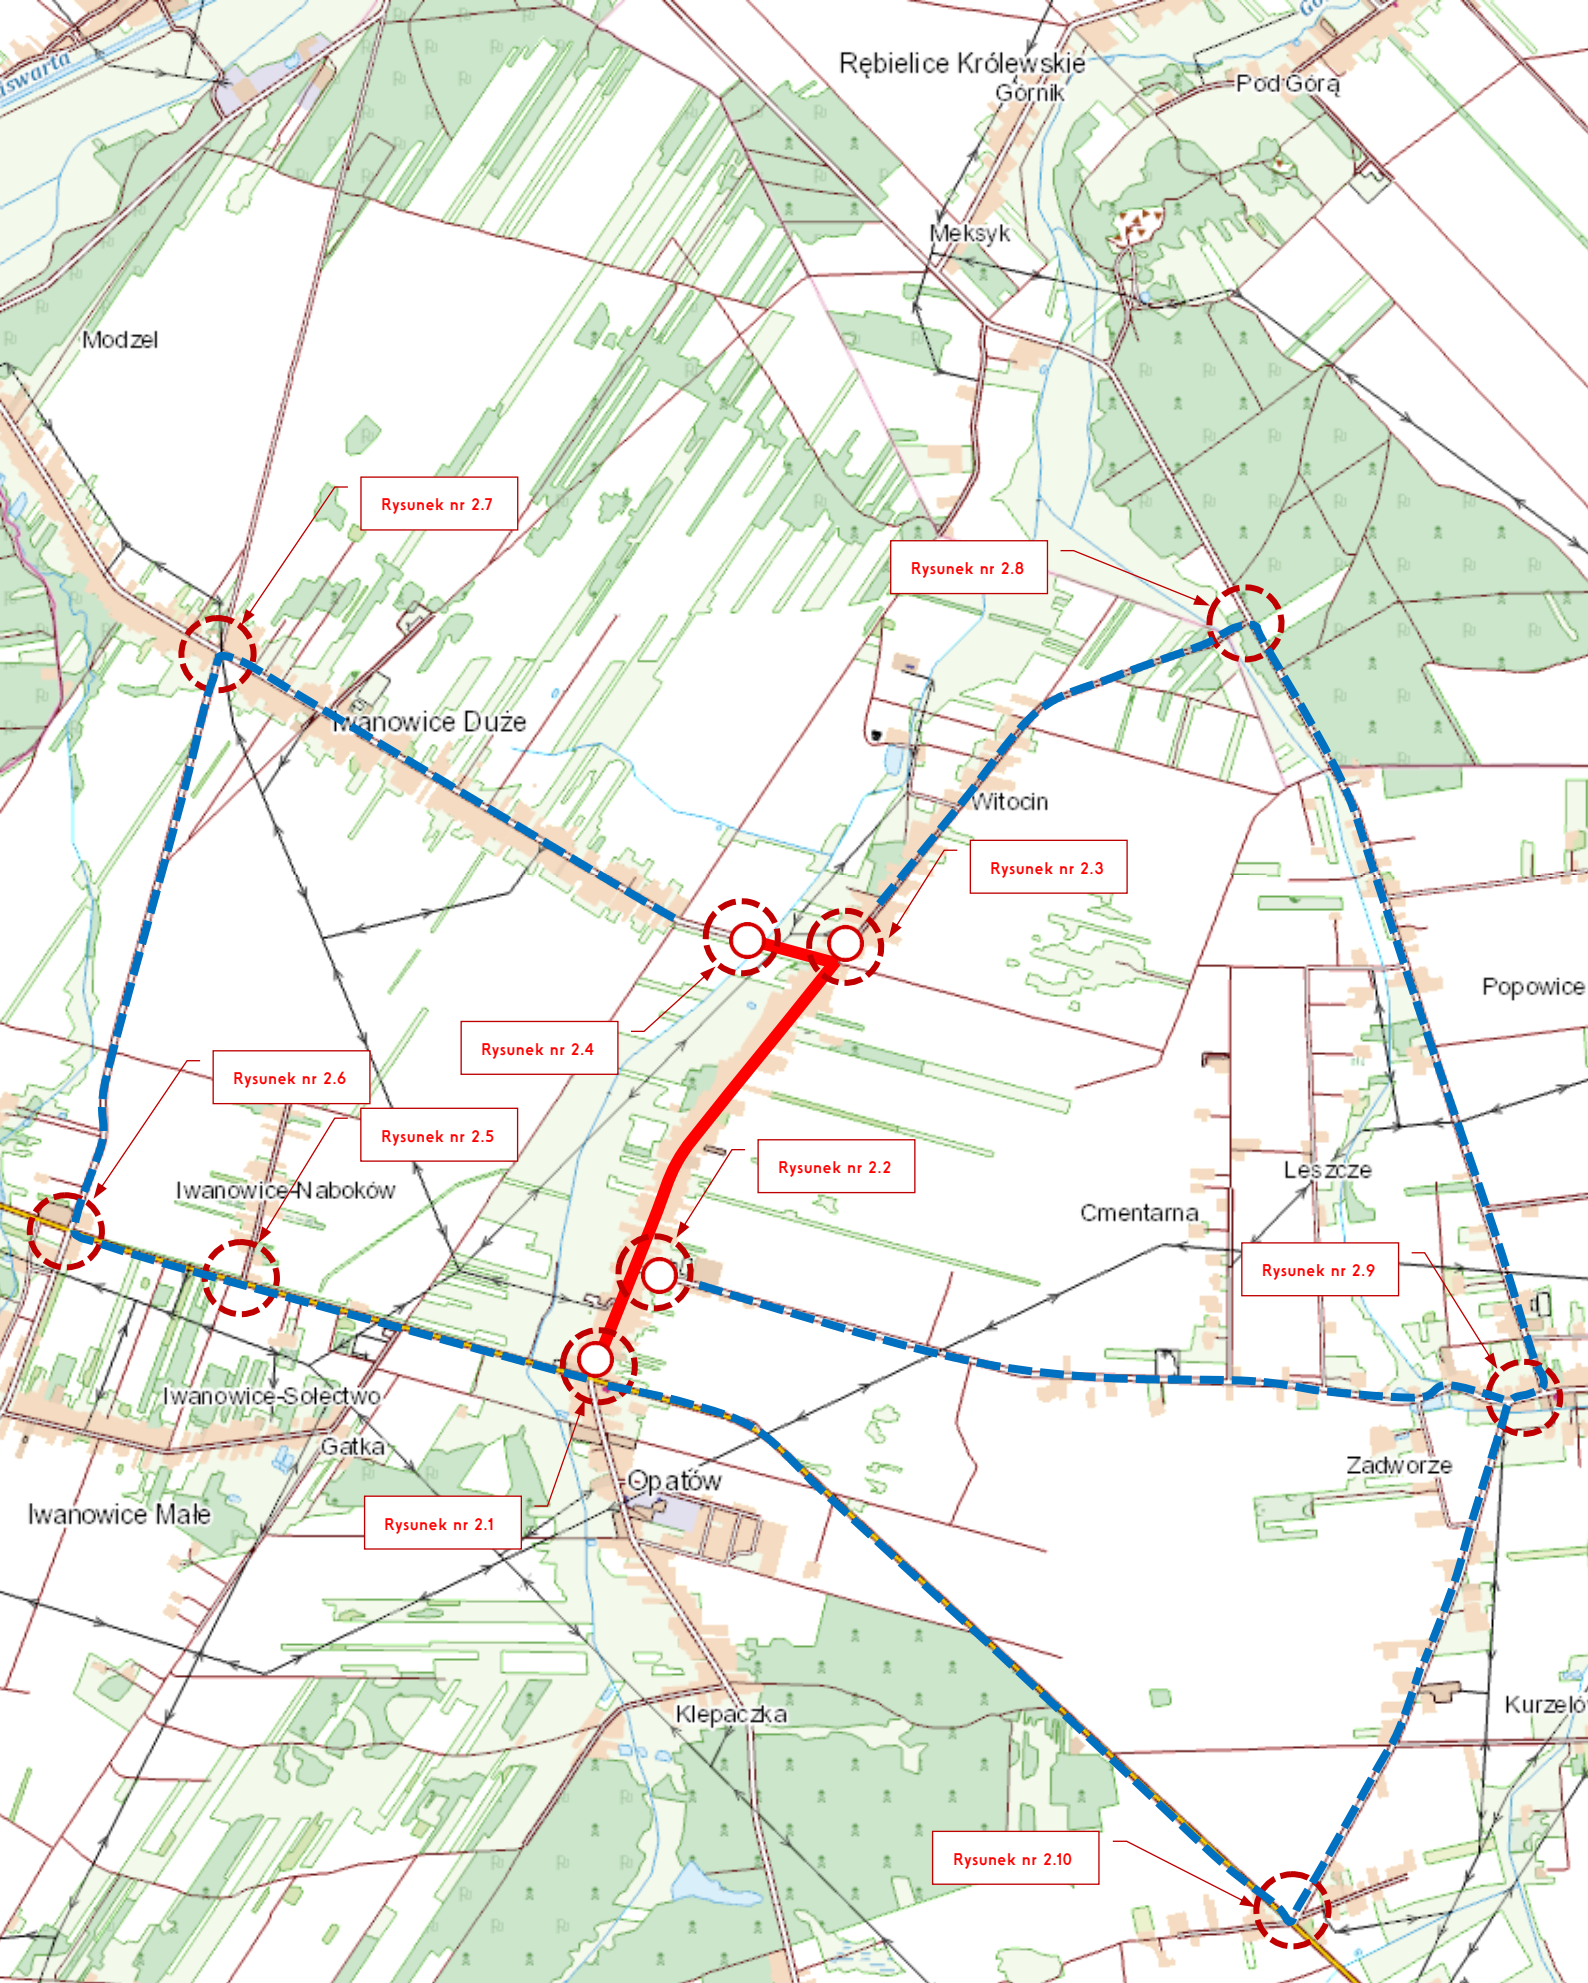 Rębielice Królewskie
Górnik
Pod Górą
iswarta
Meksyk
Modzel
Rysunek nr 2.7
Rysunek nr 2.8
Iwanowice Duże
Witocin
Rysunek nr 2.3
Popowice
Rysunek nr 2.4
Rysunek nr 2.6
Rysunek nr 2.5
Rysunek nr 2.2
Leszcze
Iwanowice-Naboków
Cmentarna
Rysunek nr 2.9
Iwanowice-Sołectwo
Gatka
Zadworze
Opatów
Iwanowice Małe
Rysunek nr 2.1
Kurzeló
Klepaczka
Rysunek nr 2.10